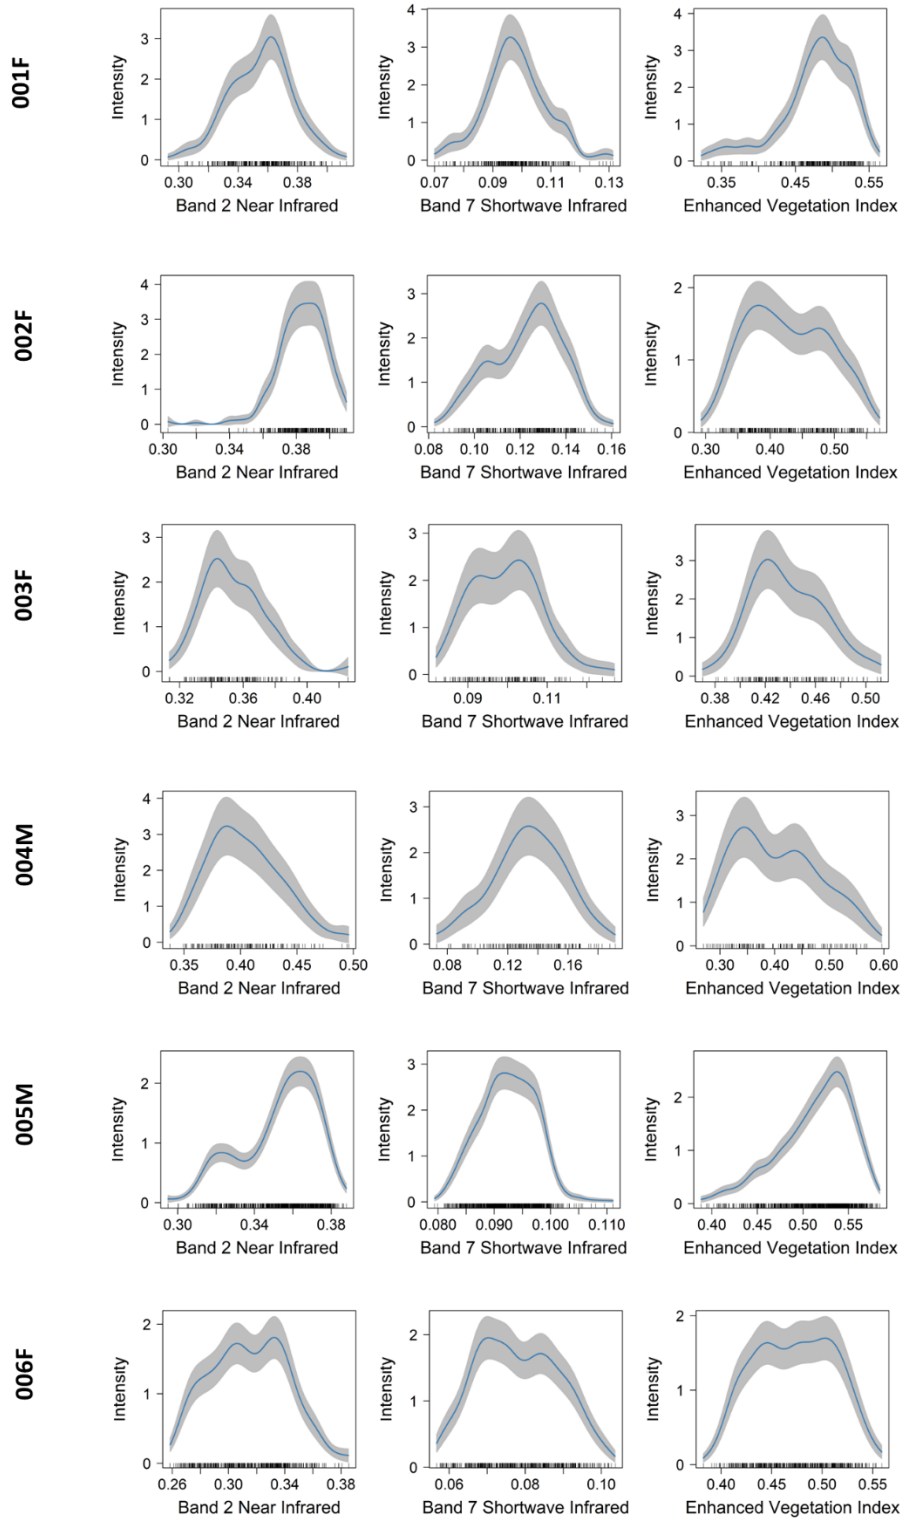 001F
Intensity
0 1 2 3
0.30 0.34 0.38
Band 2 Near Infrared
Intensity
0 1 2 3 4
0.07 0.09 0.11 0.13
Band 7 Shortwave Infrared
Intensity
0 1 2 3 4
0.35 0.45 0.55
Enhanced Vegetation Index
002F
Intensity
0 1 2 3 4
0.30 0.34 0.38
Band 2 Near Infrared
Intensity
0 1 2 3
0.08 0.10 0.12 0.14 0.16
Band 7 Shortwave Infrared
Intensity
0 1 2
0.30 0.40 0.50
Enhanced Vegetation Index
003F
Intensity
0 1 2 3
0.32 0.36 0.40
Band 2 Near Infrared
Intensity
0 1 2 3
0.09 0.11
Band 7 Shortwave Infrared
Intensity
0 1 2 3 4
0.38 0.42 0.46 0.50
Enhanced Vegetation Index
004M
Intensity
0 1 2 3 4
0.35 0.40 0.45 0.50
Band 2 Near Infrared
Intensity
0 1 2 3
0.08 0.12 0.16
Band 7 Shortwave Infrared
Intensity
0 1 2 3
0.30 0.40 0.50 0.60
Enhanced Vegetation Index
005M
Intensity
0 1 2
0.30 0.34 0.38
Band 2 Near Infrared
Intensity
0 1 2 3
0.080 0.090 0.100 0.110
Band 7 Shortwave Infrared
Intensity
0 1 2
0.40 0.45 0.50 0.55
Enhanced Vegetation Index
006F
Intensity
0 1 2
0.26 0.30 0.34 0.38
Band 2 Near Infrared
Intensity
0 1 2
0.06 0.08 0.10
Band 7 Shortwave Infrared
Intensity
0 1 2
0.40 0.45 0.50 0.55
Enhanced Vegetation Index